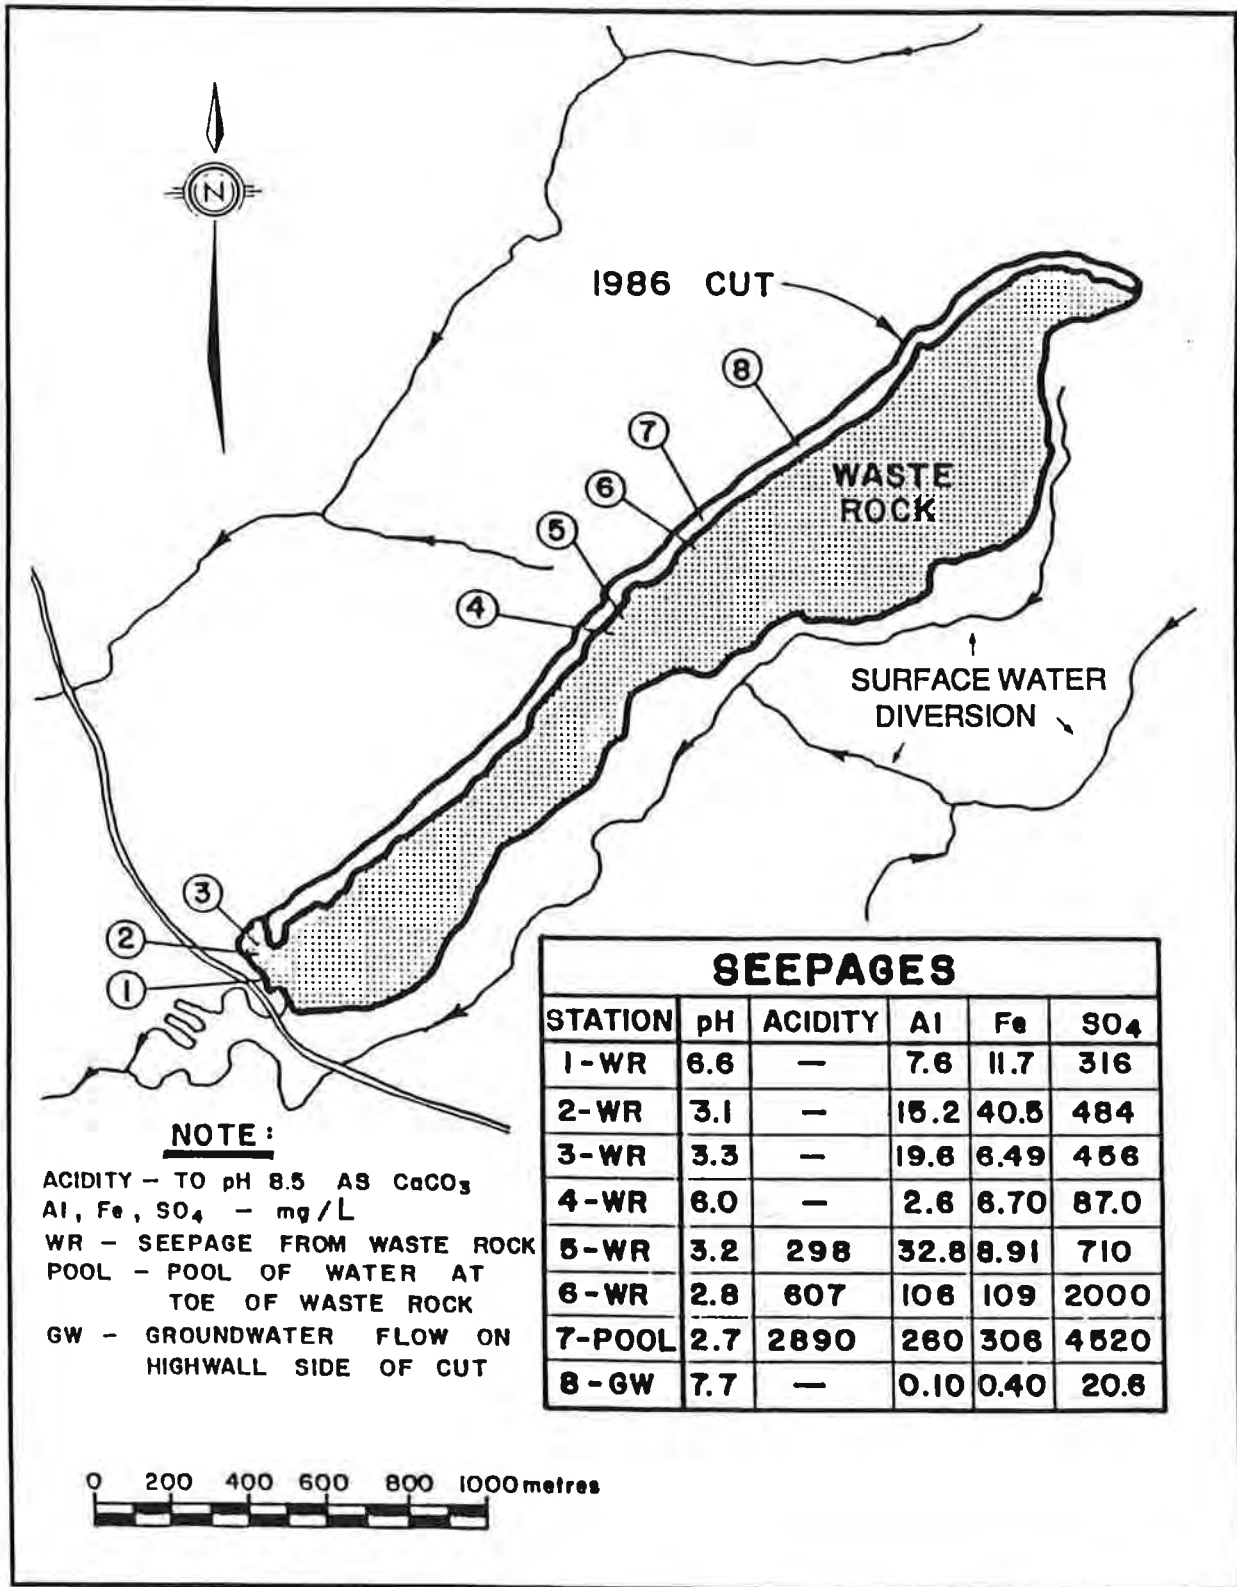 N
1986 CUT
8
7
6
5
4
WASTE
ROCK
SURFACE WATER
DIVERSION
3
2
1
SEEPAGES
STATION pH ACIDITY Al Fe SO4
1-WR 6.6 — 7.6 11.7 316
2-WR 3.1 — 15.2 40.5 484
3-WR 3.3 — 19.6 6.49 456
4-WR 6.0 — 2.6 6.70 87.0
5-WR 3.2 298 32.8 8.91 710
6-WR 2.8 607 106 109 2000
7-POOL 2.7 2890 260 306 4520
8-GW 7.7 — 0.10 0.40 20.6
NOTE:
ACIDITY — TO pH 8.5 AS CaCO3
Al, Fe, SO4 — mg/L
WR — SEEPAGE FROM WASTE ROCK
POOL — POOL OF WATER AT
TOE OF WASTE ROCK
GW — GROUNDWATER FLOW ON
HIGHWALL SIDE OF CUT
0 200 400 600 800 1000 metres